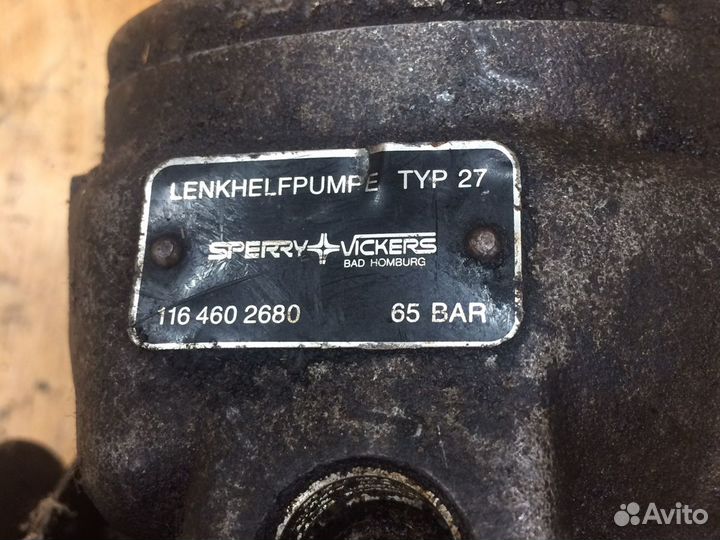 LENKHELFPUMPE TYP 27
SPERRY VICKERS
BAD HOMBURG
116 460 2680 65 BAR
Avito